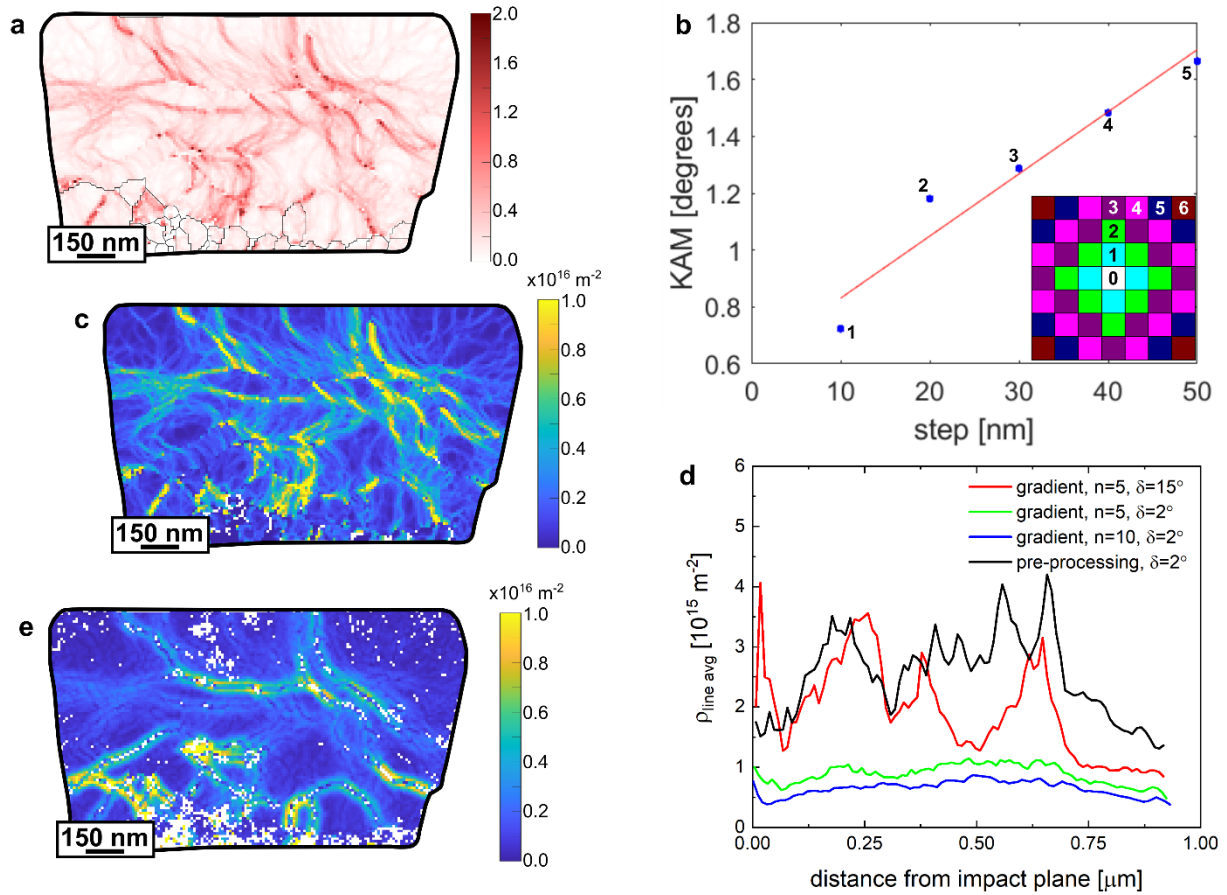 a
2.0
1.6
1.2
0.8
0.4
0.0
150 nm
b
KAM [degrees]
1.8
1.6
1.4
1.2
1
0.8
0.6
0
10
20
30
40
50
step [nm]
1
2
3
4
5
3 4 5 6
2
1
0
c
x10¹⁶ m⁻²
1.0
0.8
0.6
0.4
0.2
0.0
150 nm
d
ρline avg [10¹⁵ m⁻²]
6
5
4
3
2
1
0
0.00
0.25
0.50
0.75
1.00
distance from impact plane [μm]
gradient, n=5, δ=15°
gradient, n=5, δ=2°
gradient, n=10, δ=2°
pre-processing, δ=2°
e
x10¹⁶ m⁻²
1.0
0.8
0.6
0.4
0.2
0.0
150 nm